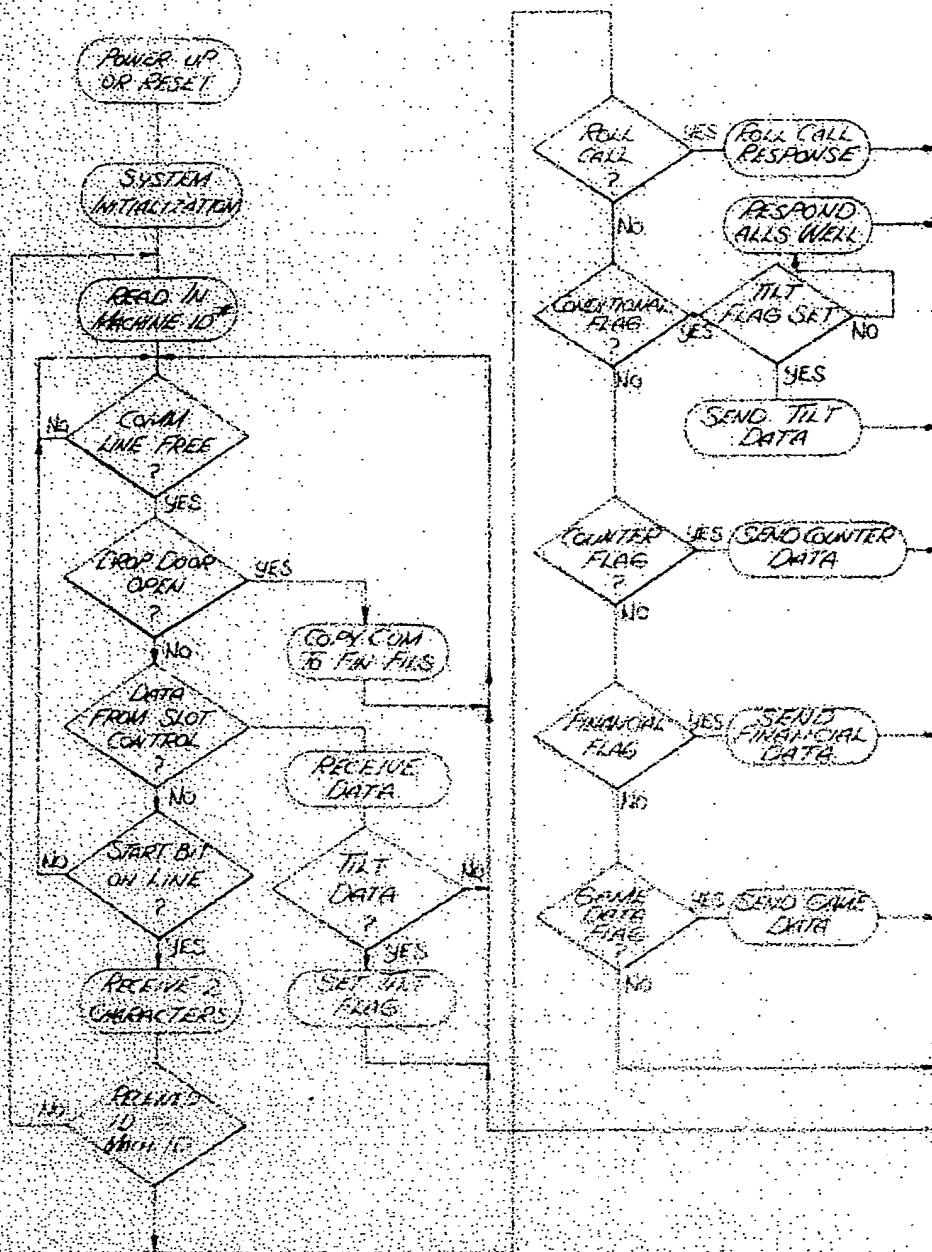 POWER UP
OR RESET
SYSTEM
INITIALIZATION
READ IN
MACHINE ID#
COMM
LINE FREE
?
NO
YES
DROP DOOR
OPEN
?
YES
NO
COPY COM
TO FIN FILS
DATA
FROM SLOT
CONTROL
?
NO
RECEIVE
DATA
START BIT
ON LINE
?
NO
YES
TILT
DATA
?
NO
YES
RECEIVE 2
CHARACTERS
SET TILT
FLAG
ID
NO
ROLL
CALL
?
YES
NO
ROLL CALL
RESPONSE
RESPOND
ALLS WELL
CONDITIONAL
FLAG
?
YES
NO
TILT
FLAG SET
NO
YES
SEND TILT
DATA
COUNTER
FLAG
?
YES
NO
SEND COUNTER
DATA
FINANCIAL
FLAG
?
YES
NO
SEND
FINANCIAL
DATA
GAME
DATA
FLAG
?
YES
NO
SEND GAME
DATA